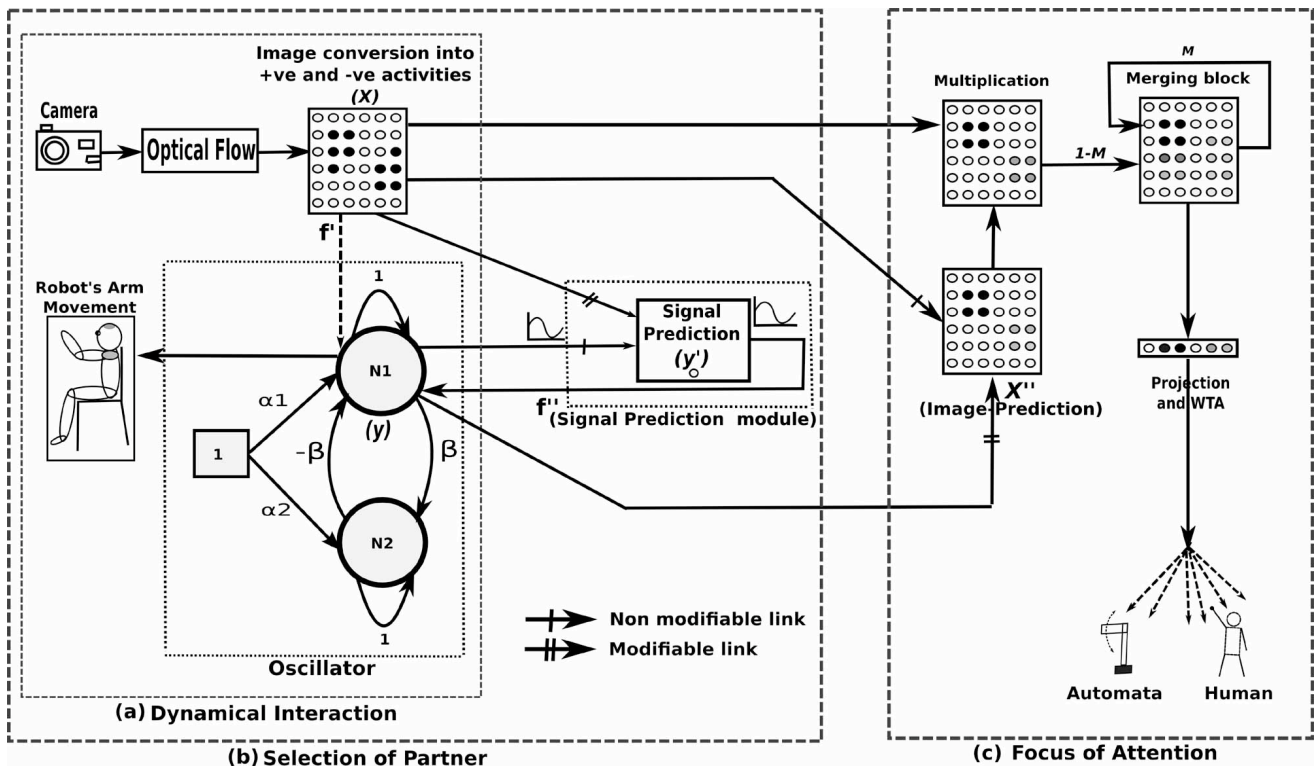 Image conversion into
+ve and -ve activities
(X)
Camera
Optical Flow
f'
Robot's Arm
Movement
1
N1
(y)
α1
1
α2
-β
β
N2
1
Oscillator
Signal
Prediction
(y')
f''
(Signal Prediction module)
Non modifiable link
Modifiable link
(a) Dynamical Interaction
(b) Selection of Partner
Multiplication
M
Merging block
1-M
X''
(Image-Prediction)
Projection
and WTA
Automata
Human
(c) Focus of Attention